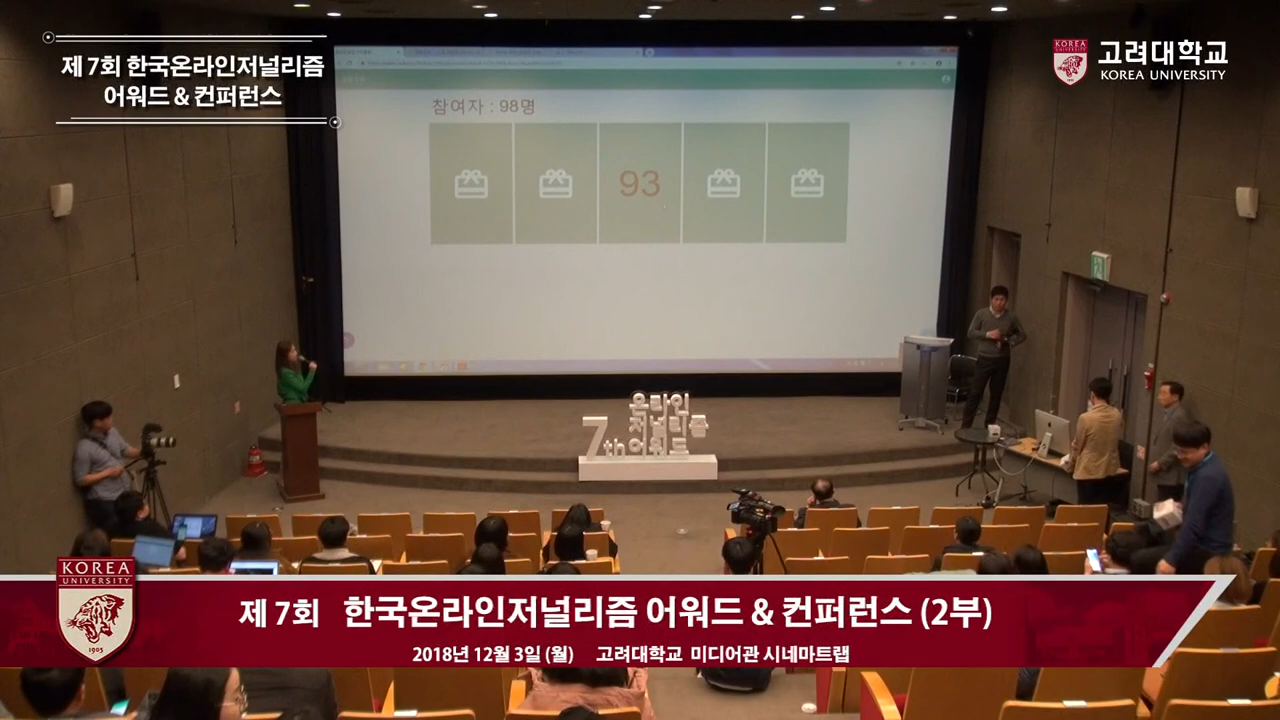 제 7회 한국온라인저널리즘
어워드 & 컨퍼런스
KOREA
UNIVERSITY
1905
고려대학교
KOREA UNIVERSITY
참여자 : 98명
93
7th
온라인
저널리즘
어워드
KOREA
UNIVERSITY
1905
제 7회 한국온라인저널리즘 어워드 & 컨퍼런스 (2부)
2018년 12월 3일 (월) 고려대학교 미디어관 시네마트랩